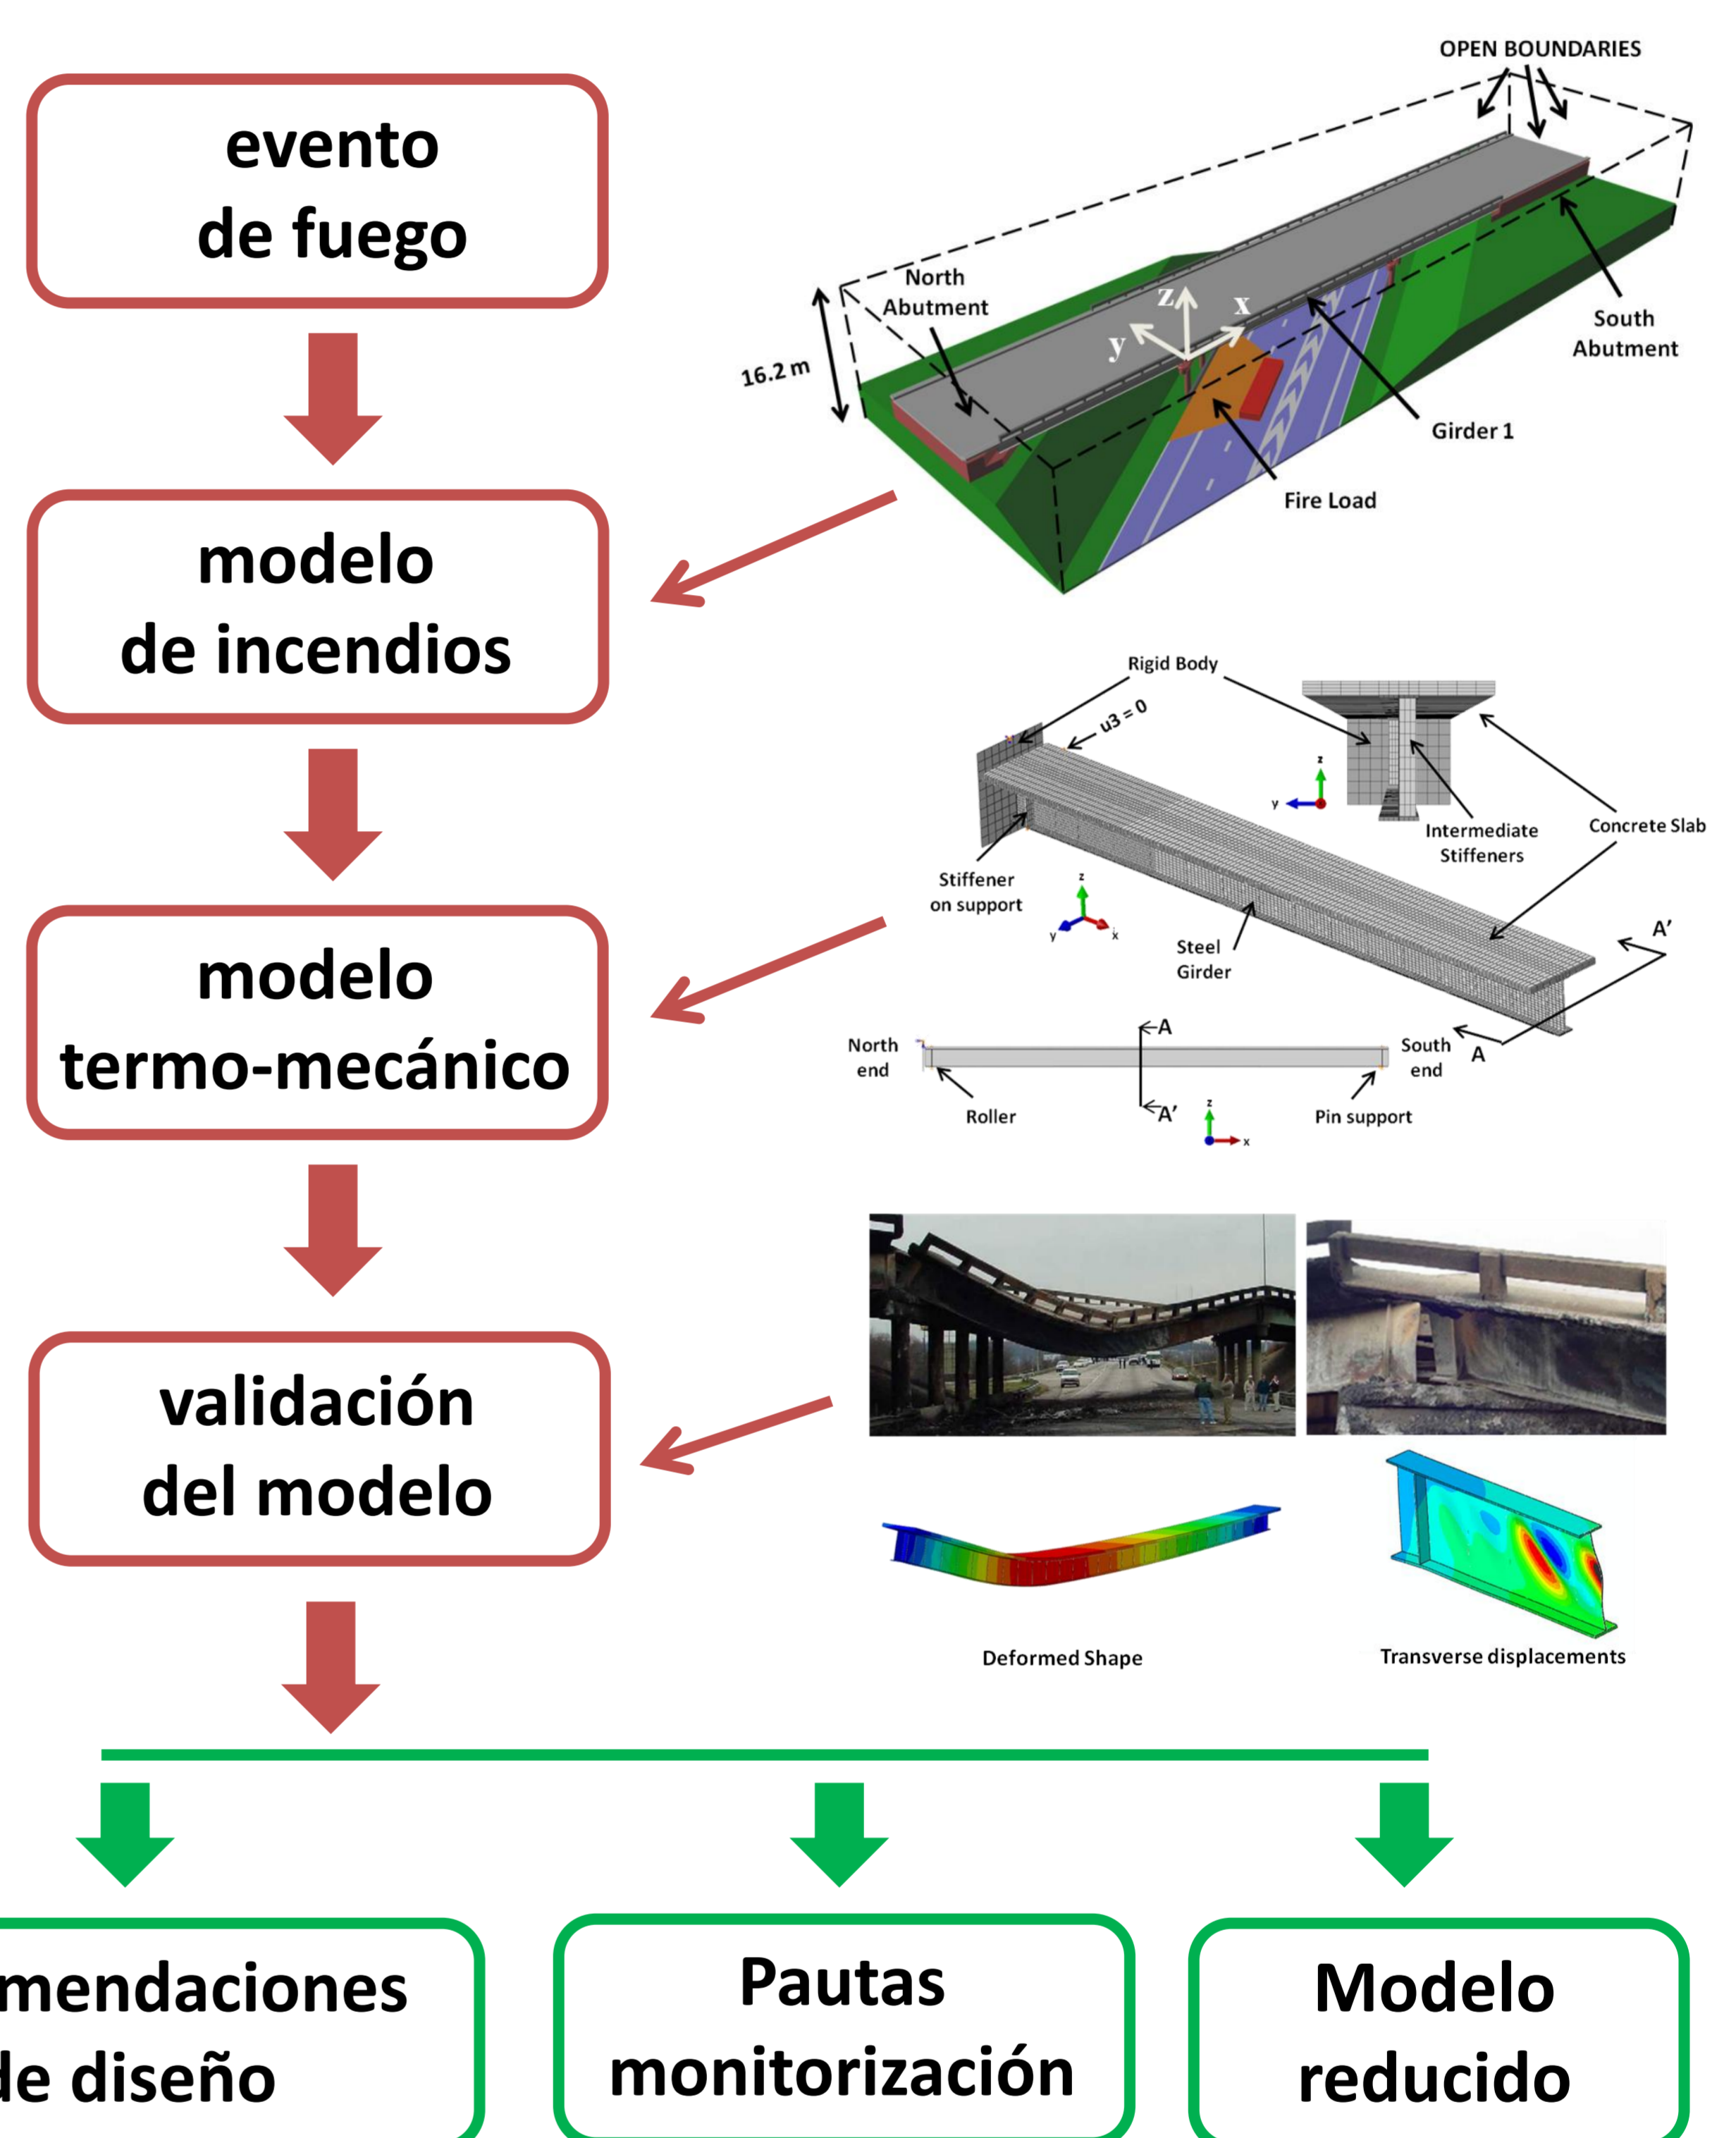 evento
de fuego
OPEN BOUNDARIES
North
Abutment
z
x
y
16.2 m
South
Abutment
Girder 1
Fire Load
modelo
de incendios
Rigid Body
u3 = 0
z
y
Intermediate
Stiffeners
Concrete Slab
Stiffener
on support
z
y
x
Steel
Girder
A'
A
modelo
termo-mecánico
North
end
A
South
end
Roller
A'
z
x
Pin support
validación
del modelo
Deformed Shape
Transverse displacements
mendaciones
de diseño
Pautas
monitorización
Modelo
reducido